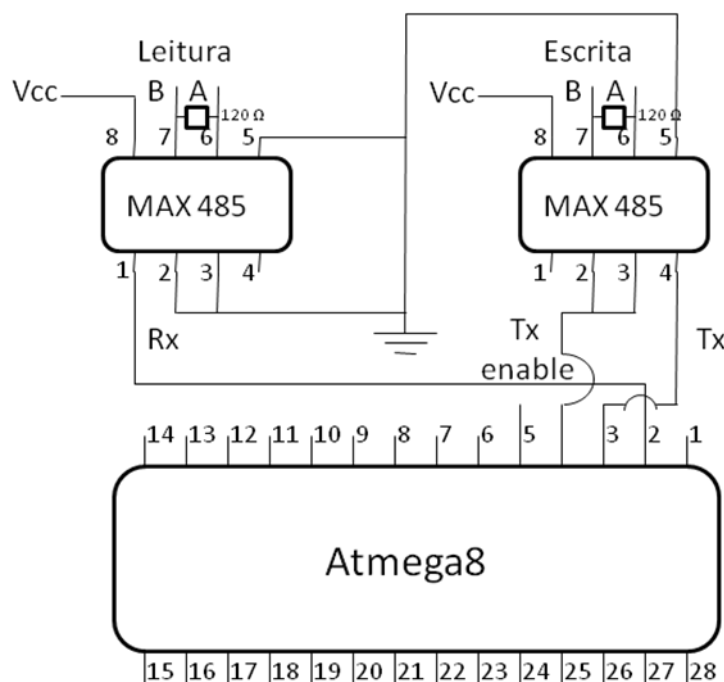 Leitura
Escrita
Vcc
B A
120 Ω
8 7 6 5
MAX 485
1 2 3 4
Rx
Vcc
B A
120 Ω
8 7 6 5
MAX 485
1 2 3 4
Tx
enable
Tx
14 13 12 11 10 9 8 7 6 5 3 2 1
Atmega8
15 16 17 18 19 20 21 22 23 24 25 26 27 28